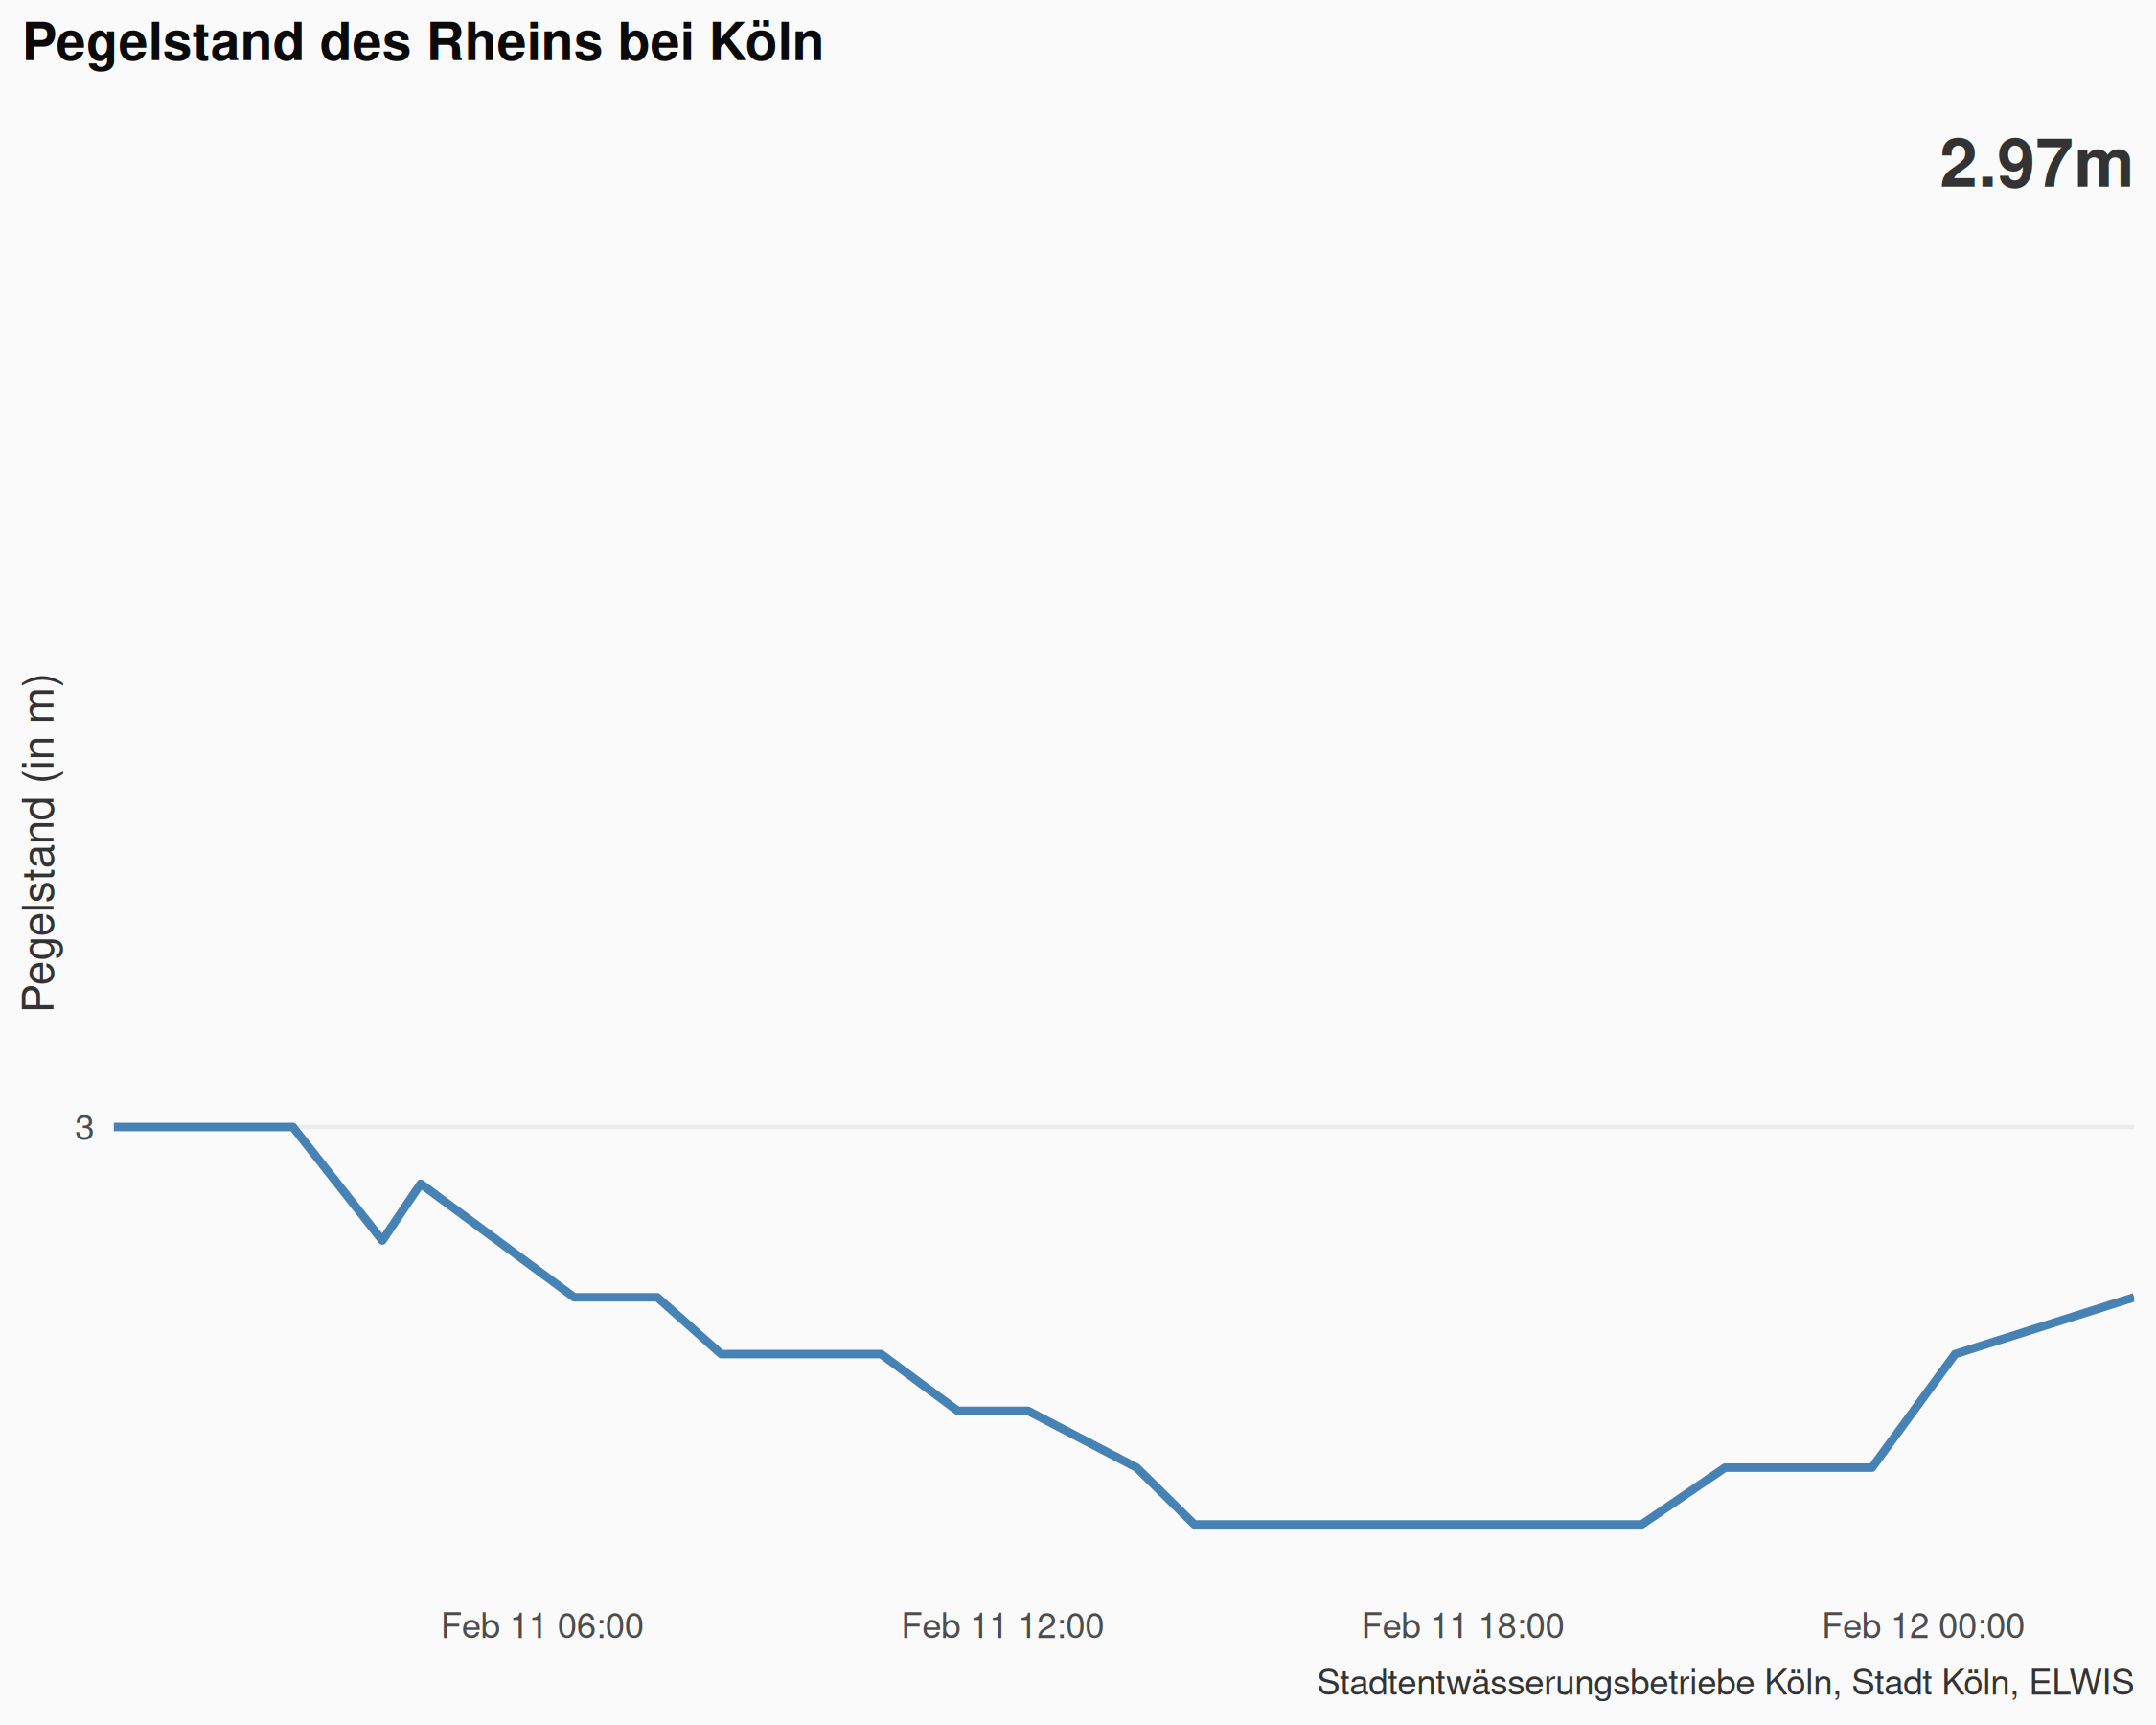 Pegelstand des Rheins bei Köln
2.97m
Pegelstand (in m)
3
Feb 11 06:00
Feb 11 12:00
Feb 11 18:00
Feb 12 00:00
Stadtentwässerungsbetriebe Köln, Stadt Köln, ELWIS